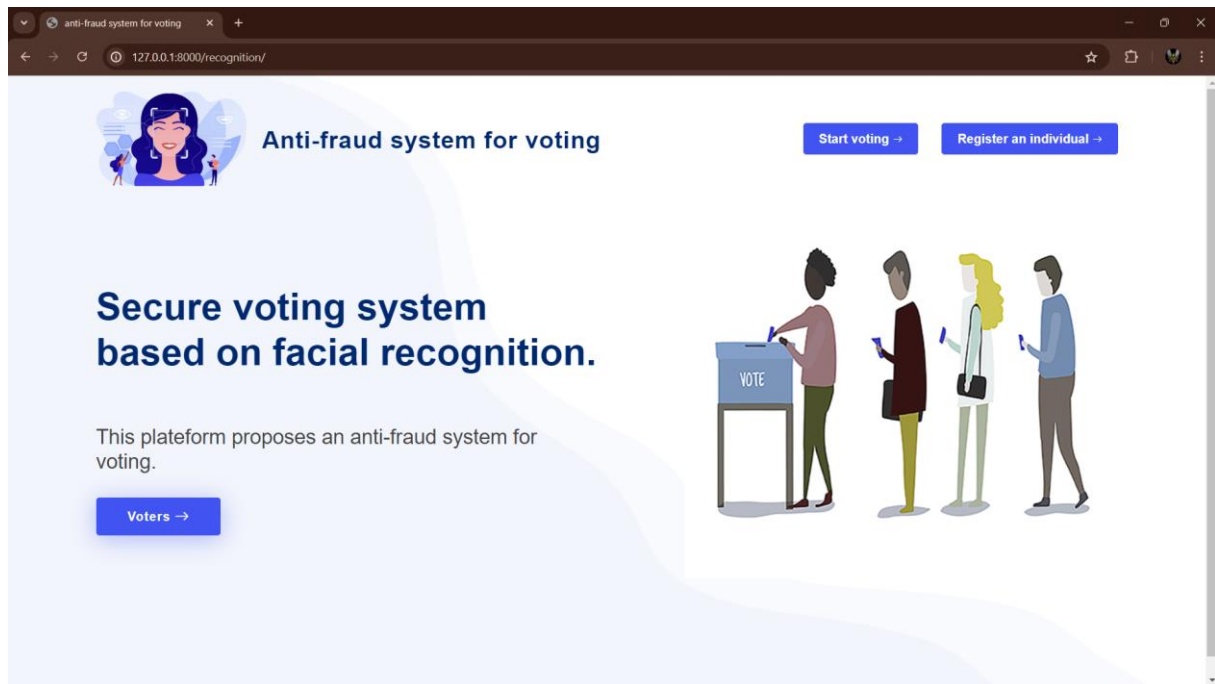 anti-fraud system for voting
127.0.0.1:8000/recognition/
Anti-fraud system for voting
Start voting →
Register an individual →
Secure voting system
based on facial recognition.
VOTE
This plateform proposes an anti-fraud system for
voting.
Voters →